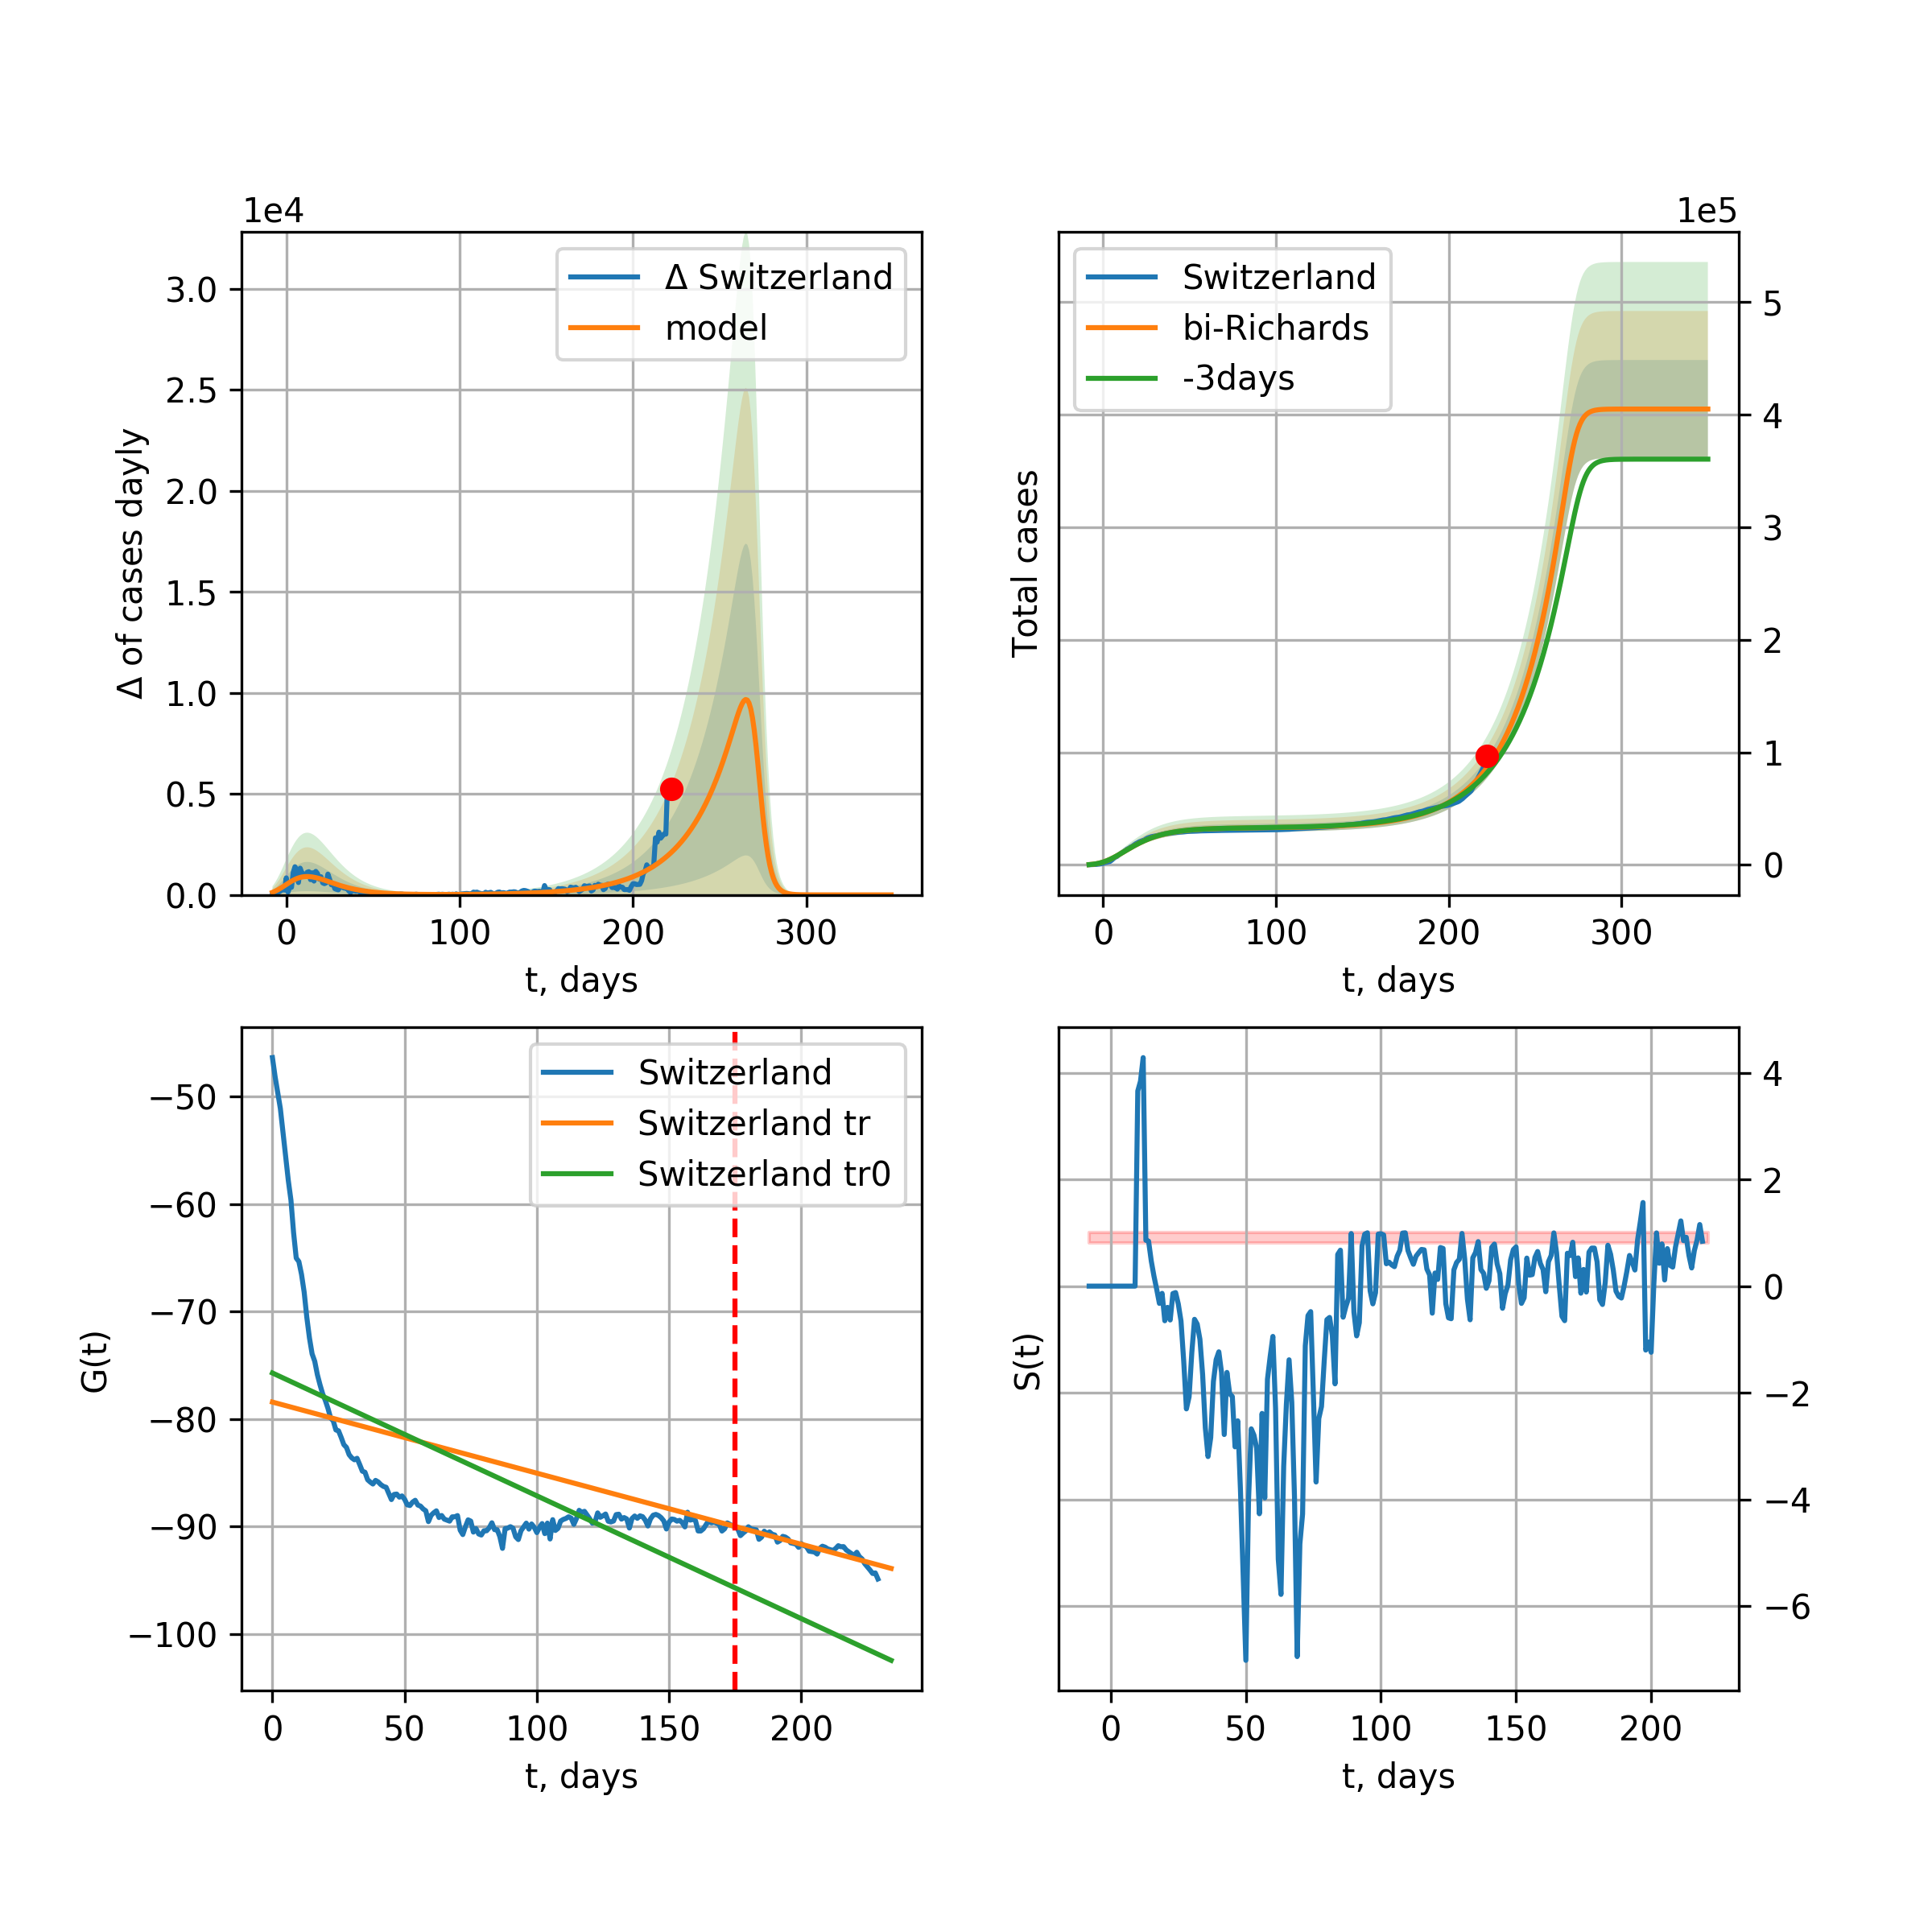 1e4
Δ Switzerland
model
3.0
2.5
2.0
1.5
1.0
0.5
0.0
Δ of cases dayly
0 100 200 300
t, days
1e5
Switzerland
bi-Richards
-3days
5
4
3
2
1
0
Total cases
0 100 200 300
t, days
Switzerland
Switzerland tr
Switzerland tr0
−50
−60
−70
−80
−90
−100
G(t)
0 50 100 150 200
t, days
4
2
0
−2
−4
−6
S(t)
0 50 100 150 200
t, days